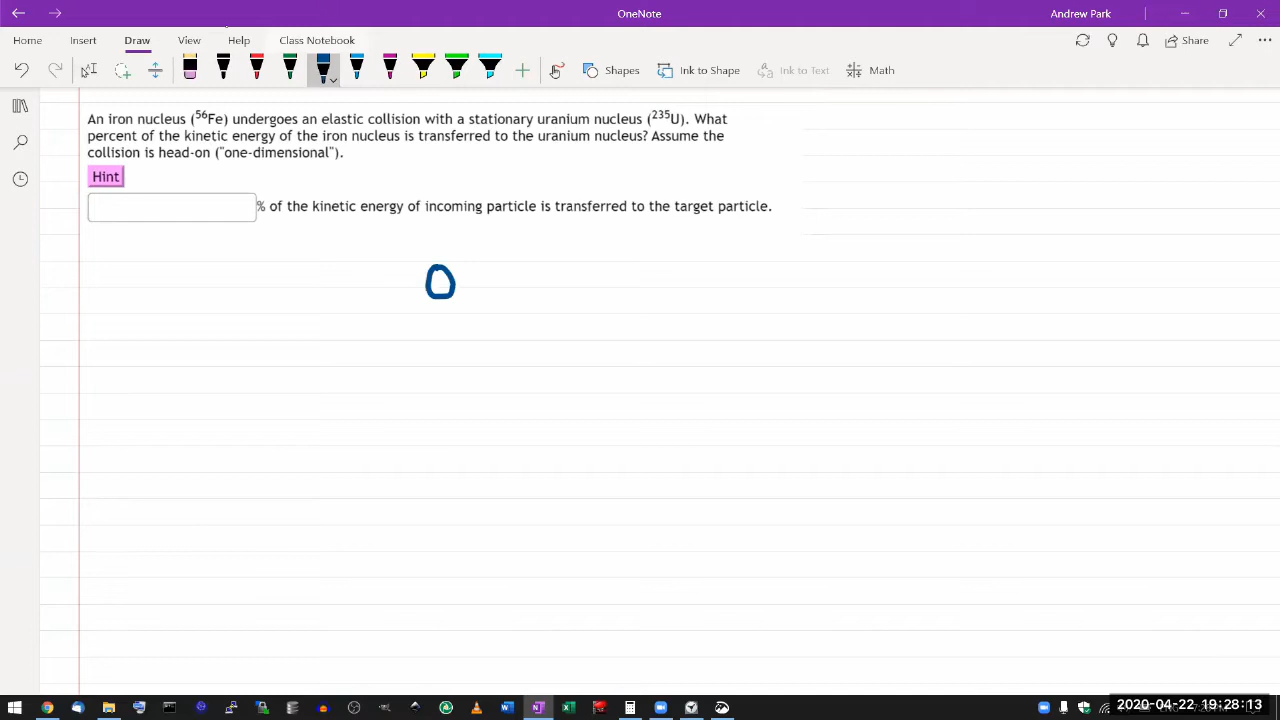 OneNote
Andrew Park
Home Insert Draw View Help Class Notebook
Share
Shapes Ink to Shape Ink to Text Math
An iron nucleus (⁵⁶Fe) undergoes an elastic collision with a stationary uranium nucleus (²³⁵U). What
percent of the kinetic energy of the iron nucleus is transferred to the uranium nucleus? Assume the
collision is head-on ("one-dimensional").
Hint
% of the kinetic energy of incoming particle is transferred to the target particle.
2020-04-22 19:28:13